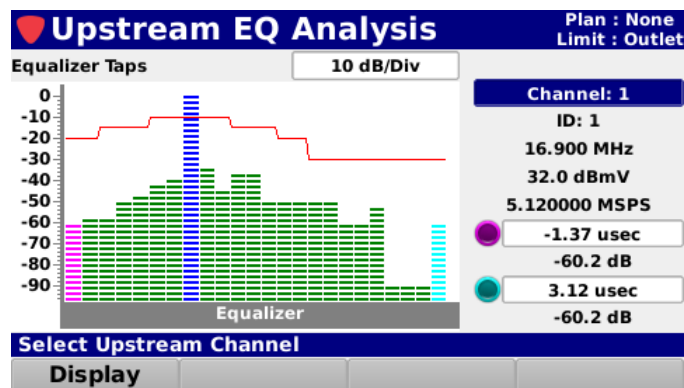 Upstream EQ Analysis
Plan : None
Limit : Outlet
Equalizer Taps
10 dB/Div
0
-10
-20
-30
-40
-50
-60
-70
-80
-90
Equalizer
Channel: 1
ID: 1
16.900 MHz
32.0 dBmV
5.120000 MSPS
-1.37 usec
-60.2 dB
3.12 usec
-60.2 dB
Select Upstream Channel
Display